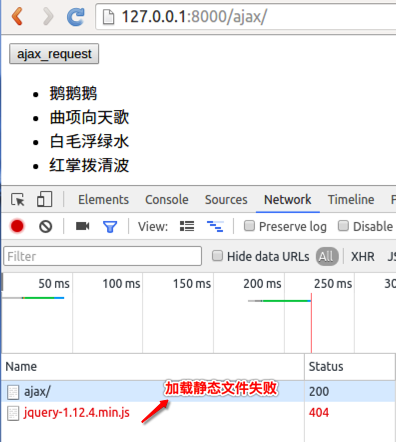 127.0.0.1:8000/ajax/
ajax_request
鹅鹅鹅
曲项向天歌
白毛浮绿水
红掌拨清波
Elements Console Sources Network Timeline
View: Preserve log Disable
Filter Hide data URLs All XHR
50 ms 100 ms 150 ms 200 ms 250 ms
Name Status
ajax/ 加载静态文件失败 200
jquery-1.12.4.min.js 404